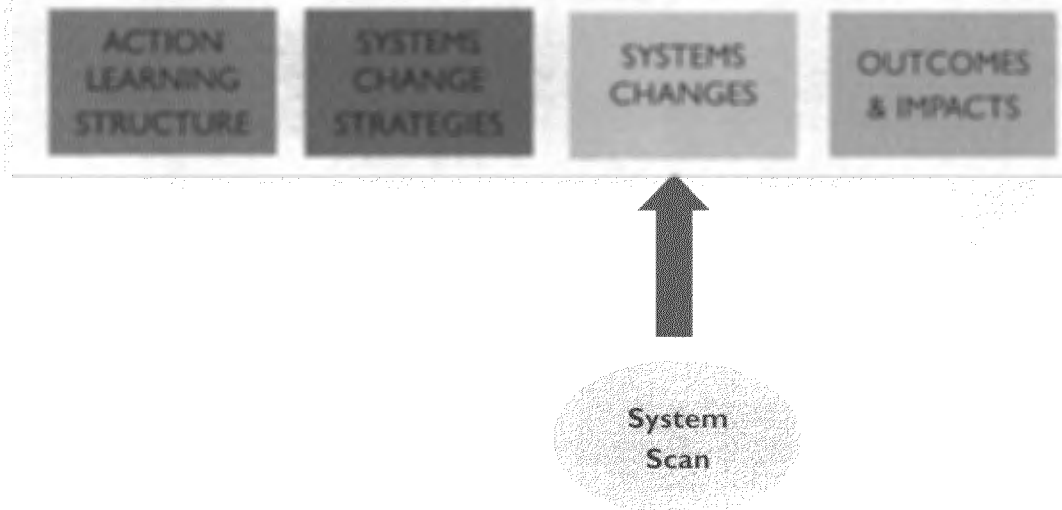 ACTION
LEARNING
STRUCTURE
SYSTEMS
CHANGE
STRATEGIES
SYSTEMS
CHANGES
OUTCOMES
& IMPACTS
System
Scan